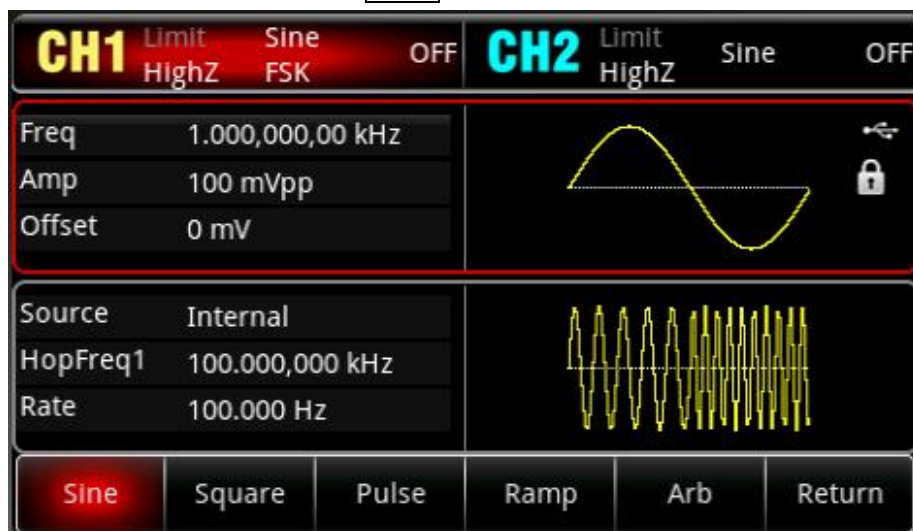 CH1 Limit Sine OFF CH2 Limit Sine OFF
HighZ FSK HighZ
Freq 1.000,000,00 kHz
Amp 100 mVpp
Offset 0 mV
Source Internal
HopFreq1 100.000,000 kHz
Rate 100.000 Hz
Sine Square Pulse Ramp Arb Return